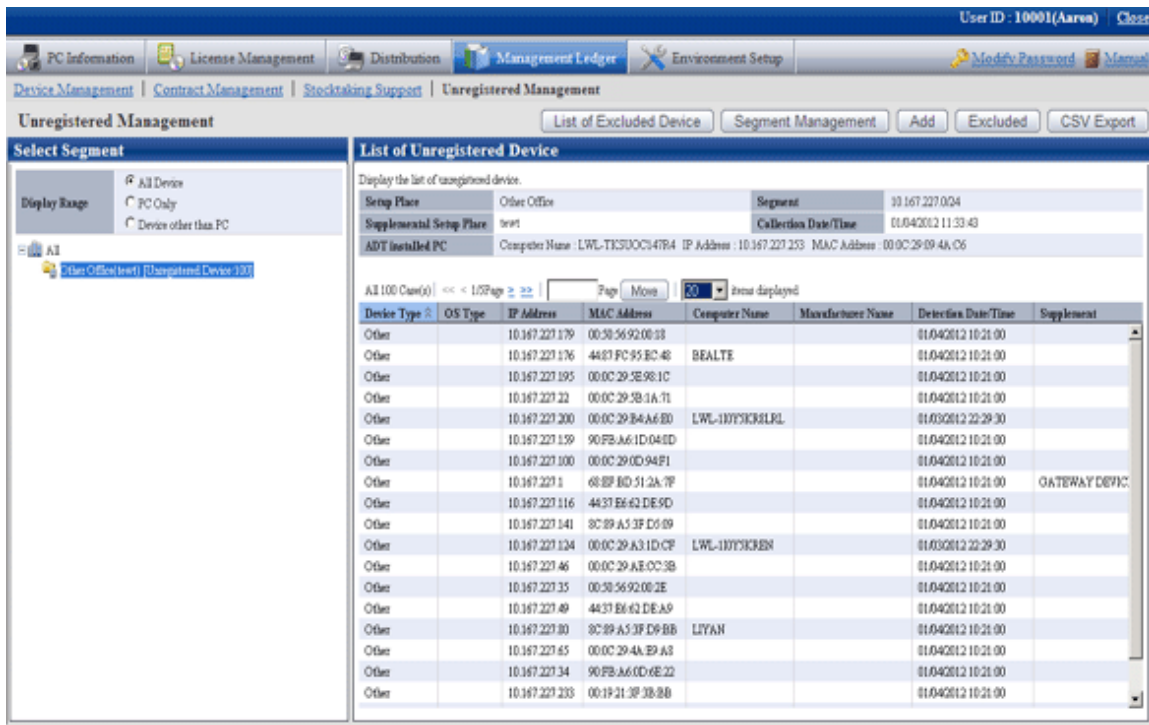 User ID : 10001(Aaron) Close
PC Information License Management Distribution Management Ledger Environment Setup Modify Password Manual
Device Management | Contract Management | Stocktaking Support | Unregistered Management
Unregistered Management List of Excluded Device Segment Management Add Excluded CSV Export
Select Segment
Display Range
All Device
PC Only
Device other than PC
All
Other Office(tewt) [Unregistered Device:100]
List of Unregistered Device
Display the list of unregistered device.
Setup Place Other Office Segment 10.167.227.0/24
Supplemental Setup Place tewt Collection Date/Time 01/04/2012 11:33:43
ADT installed PC Computer Name : IP Address : 10.167.227.253 MAC Address : 00:0C:29:09:4A:C6
All 100 Case(s) | << < 1/5Page > >> | Page Move | 20 items displayed
Device Type OS Type IP Address MAC Address Computer Name Manufacturer Name Detection Date/Time Supplement
Other 10.167.227.179 00:50:56:92:00:18 01/04/2012 10:21:00
Other 10.167.227.176 44:87:FC:95:EC:48 BEALTE 01/04/2012 10:21:00
Other 10.167.227.195 00:0C:29:5E:98:1C 01/04/2012 10:21:00
Other 10.167.227.22 00:0C:29:5B:1A:71 01/04/2012 10:21:00
Other 10.167.227.200 00:0C:29:B4:A6:E0 01/03/2012 22:29:30
Other 10.167.227.159 90:FB:A6:1D:04:0D 01/04/2012 10:21:00
Other 10.167.227.100 00:0C:29:0D:94:F1 01/04/2012 10:21:00
Other 10.167.227.1 68:EF:BD:51:2A:7F 01/04/2012 10:21:00 GATEWAY DEVIC
Other 10.167.227.116 44:37:E6:62:DE:9D 01/04/2012 10:21:00
Other 10.167.227.141 8C:89:A5:3F:D5:09 01/04/2012 10:21:00
Other 10.167.227.124 00:0C:29:A3:1D:CF 01/03/2012 22:29:30
Other 10.167.227.46 00:0C:29:AE:CC:3B 01/04/2012 10:21:00
Other 10.167.227.35 00:50:56:92:00:2E 01/04/2012 10:21:00
Other 10.167.227.49 44:37:E6:62:DE:A9 01/04/2012 10:21:00
Other 10.167.227.80 8C:89:A5:3F:D9:BB LIYAN 01/04/2012 10:21:00
Other 10.167.227.65 00:0C:29:4A:E9:A8 01/04/2012 10:21:00
Other 10.167.227.34 90:FB:A6:0D:6E:22 01/04/2012 10:21:00
Other 10.167.227.233 00:19:21:3F:3B:BB 01/04/2012 10:21:00